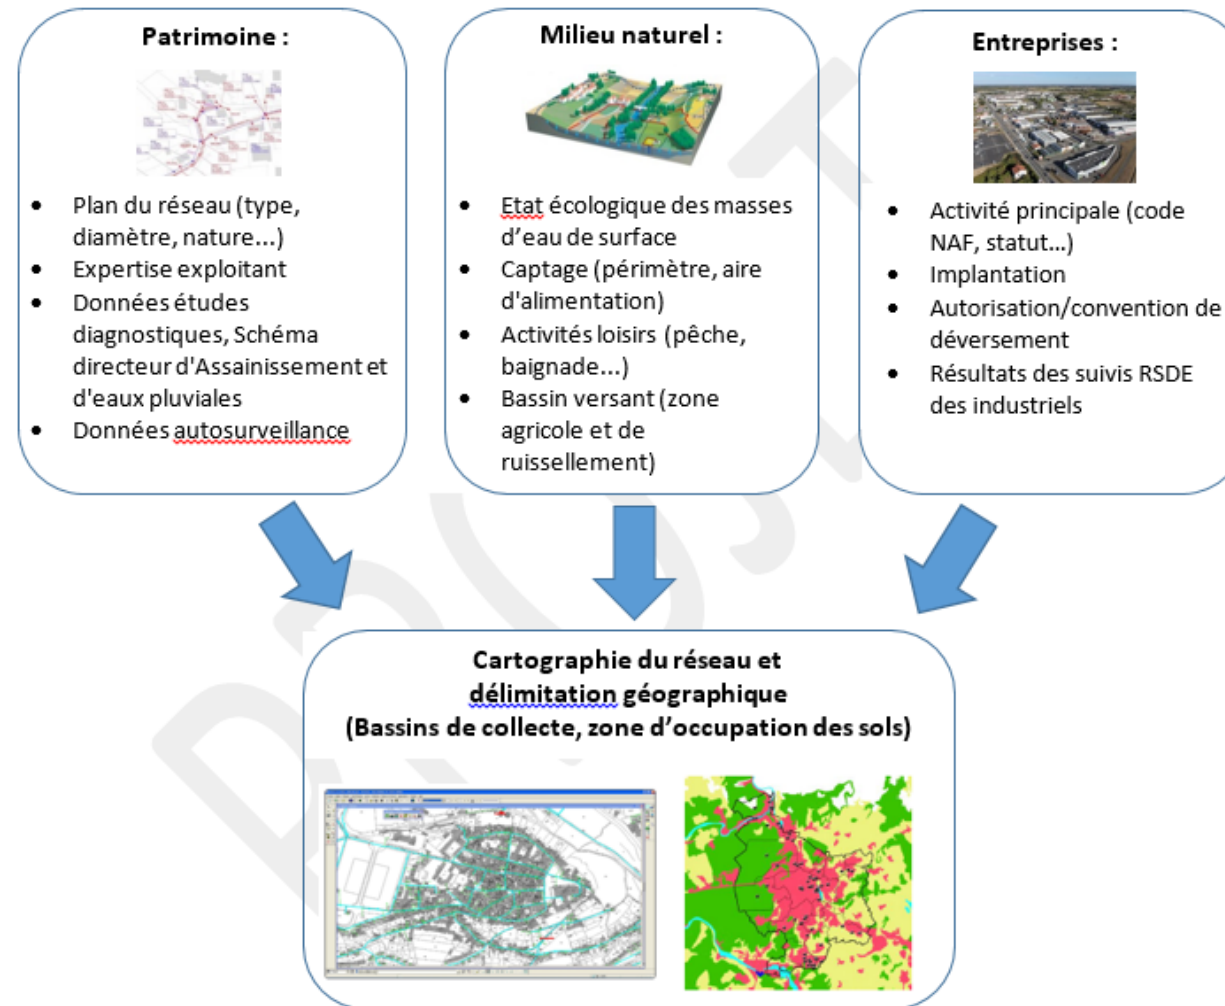 Patrimoine :
Plan du réseau (type,
diamètre, nature...)
Expertise exploitant
Données études
diagnostiques, Schéma
directeur d'Assainissement et
d'eaux pluviales
Données autosurveillance
Milieu naturel :
Etat écologique des masses
d’eau de surface
Captage (périmètre, aire
d'alimentation)
Activités loisirs (pêche,
baignade...)
Bassin versant (zone
agricole et de
ruissellement)
Entreprises :
Activité principale (code
NAF, statut…)
Implantation
Autorisation/convention de
déversement
Résultats des suivis RSDE
des industriels
Cartographie du réseau et
délimitation géographique
(Bassins de collecte, zone d’occupation des sols)